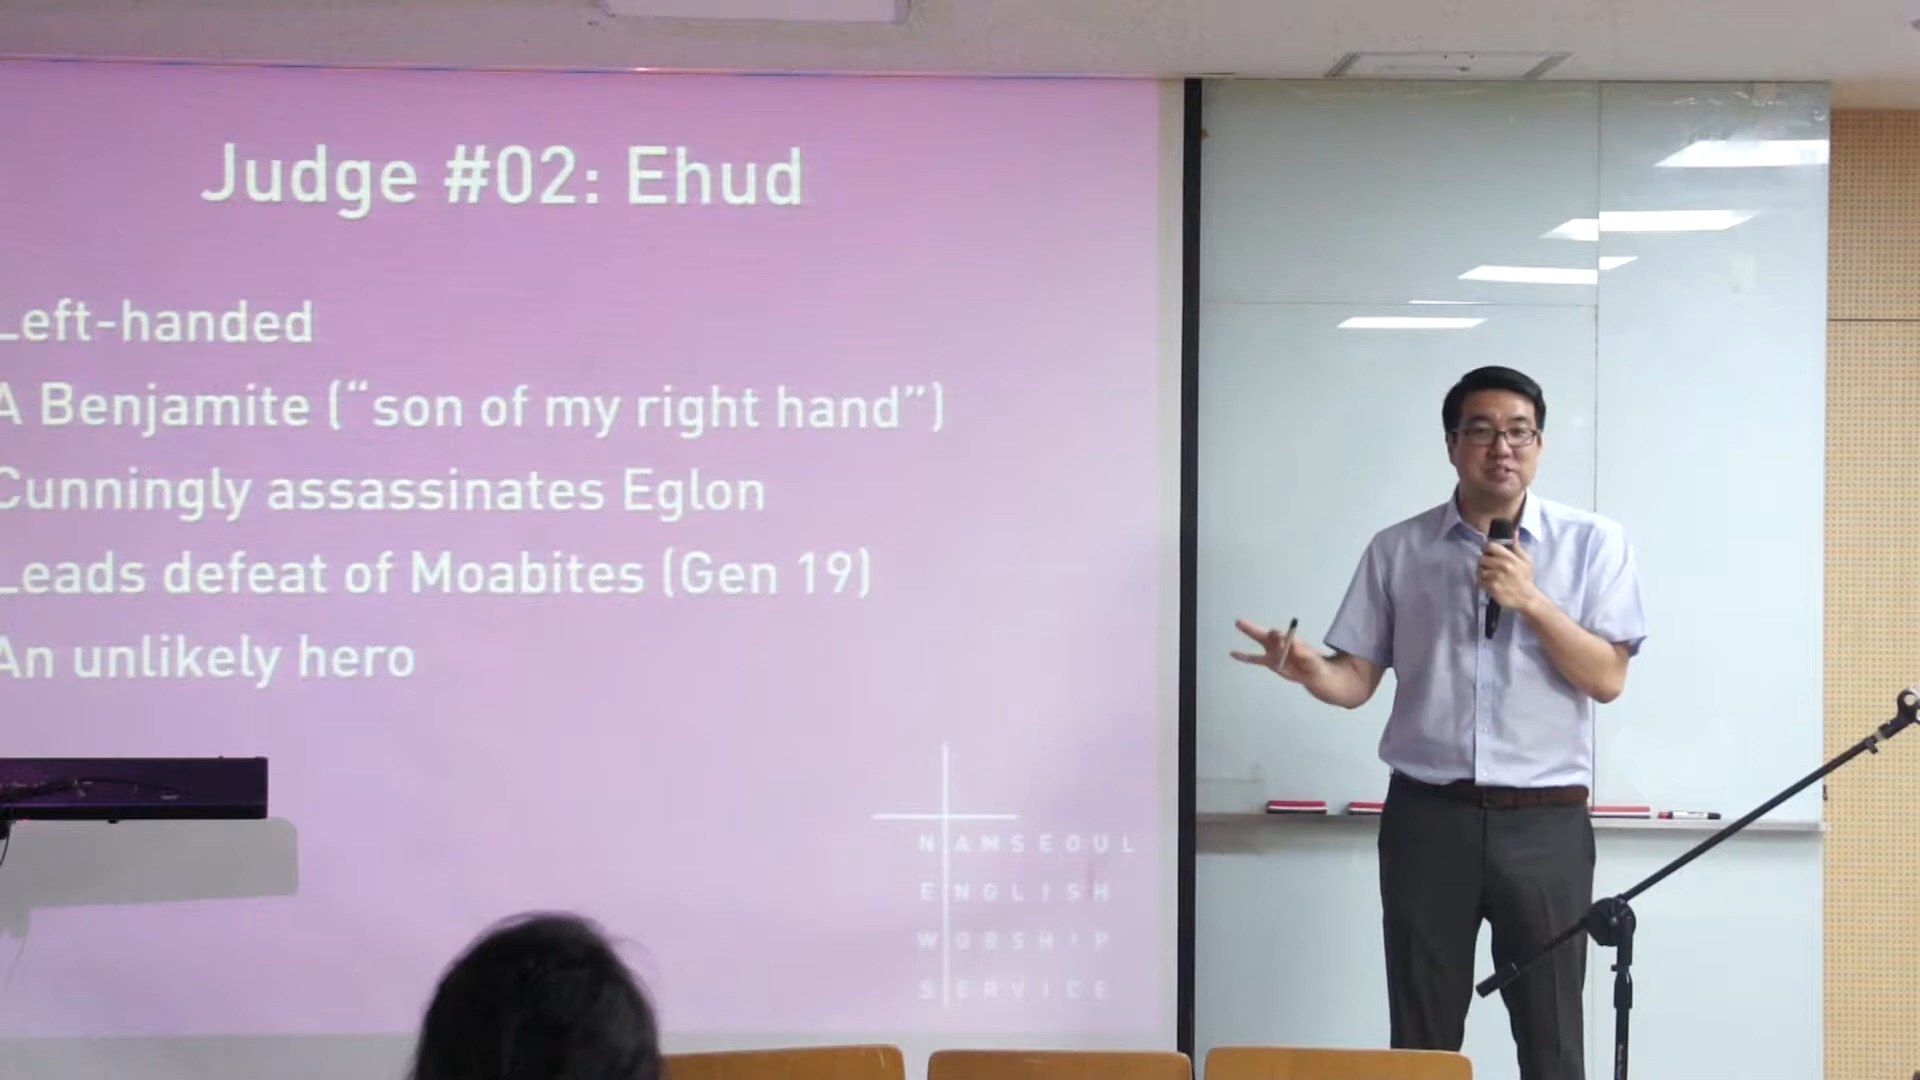 Judge #02: Ehud
Left-handed
A Benjamite (“son of my right hand”)
Cunningly assassinates Eglon
Leads defeat of Moabites (Gen 19)
An unlikely hero
NAMSEOUL
ENGLISH
WORSHIP
SERVICE